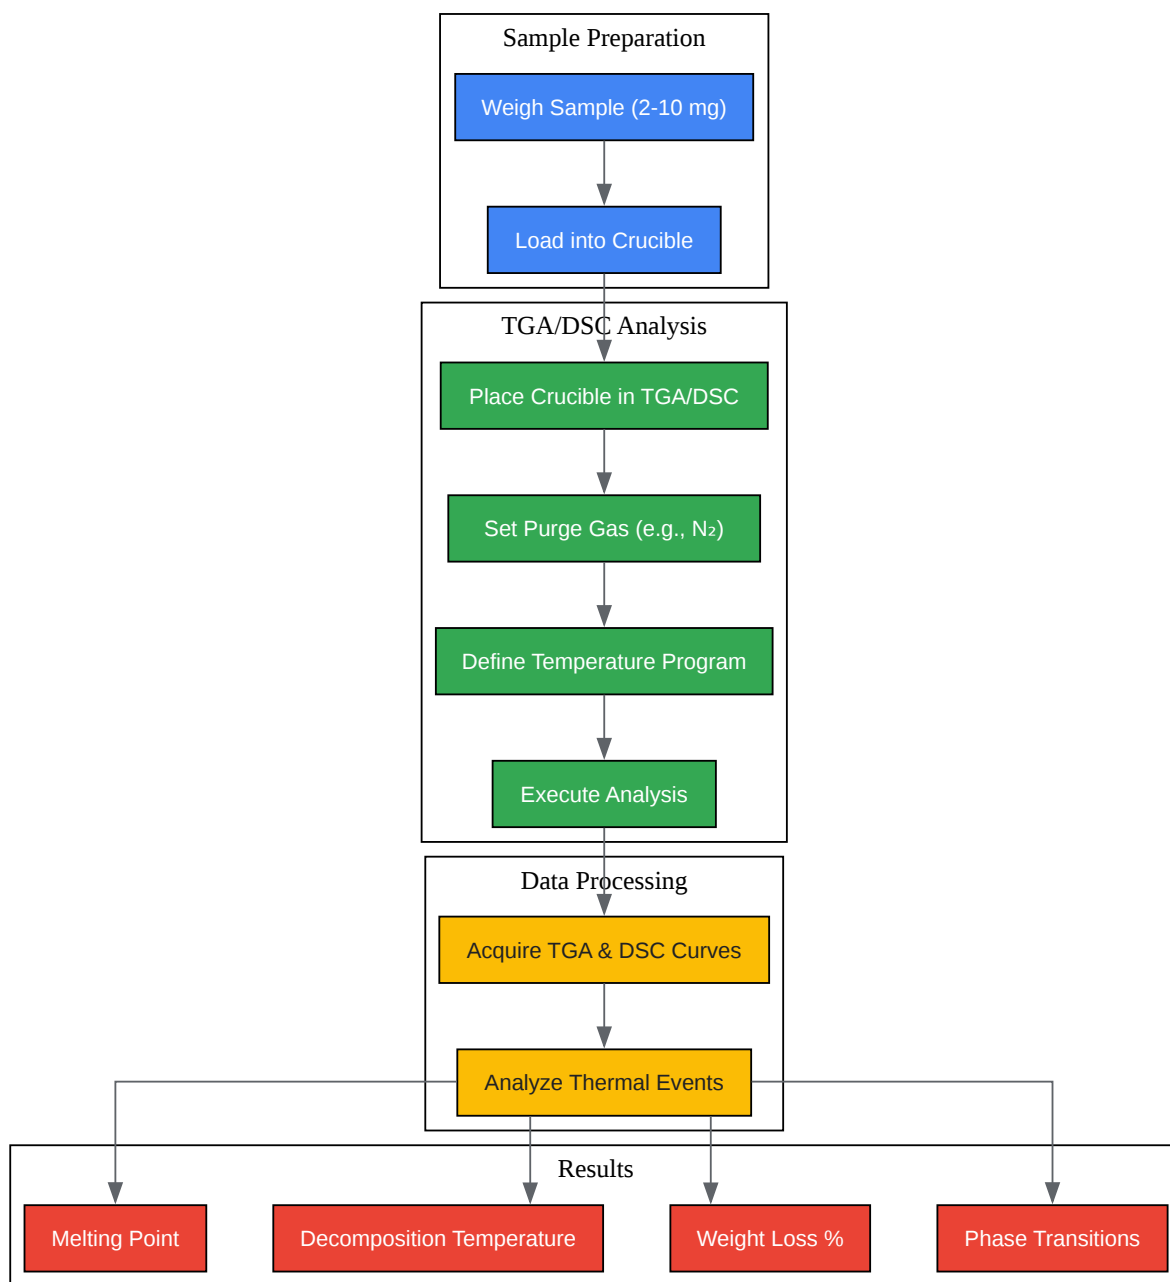 Sample Preparation
Weigh Sample (2-10 mg)
Load into Crucible
TGA/DSC Analysis
Place Crucible in TGA/DSC
Set Purge Gas (e.g., N₂)
Define Temperature Program
Execute Analysis
Data Processing
Acquire TGA & DSC Curves
Analyze Thermal Events
Results
Melting Point
Decomposition Temperature
Weight Loss %
Phase Transitions